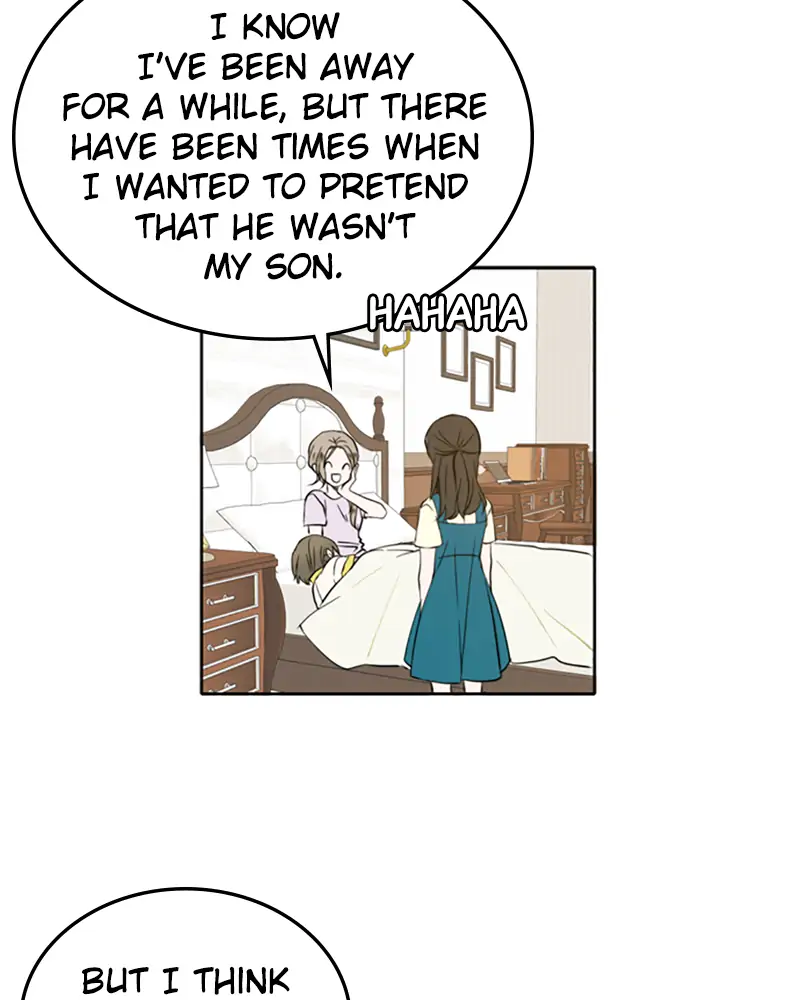 I KNOW
I'VE BEEN AWAY
FOR A WHILE, BUT THERE
HAVE BEEN TIMES WHEN
I WANTED TO PRETEND
THAT HE WASN'T
MY SON.
HAHAHA
BUT I THINK